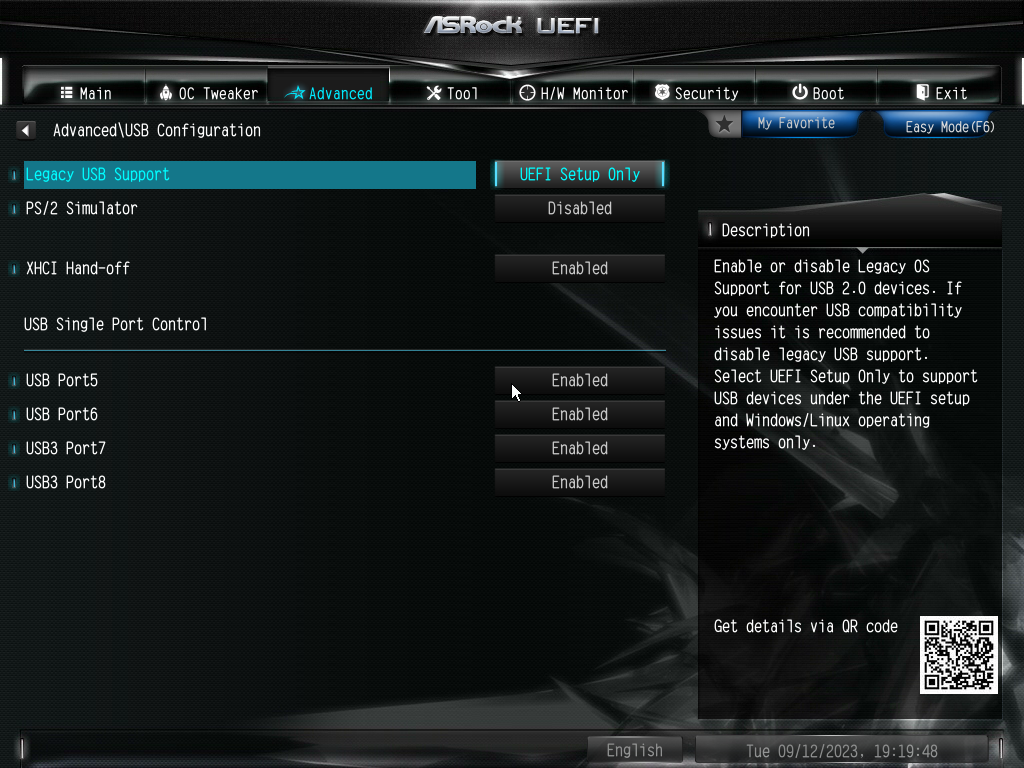 ASRock UEFI
Main OC Tweaker Advanced Tool H/W Monitor Security Boot Exit
Advanced\USB Configuration
My Favorite Easy Mode(F6)
Legacy USB Support UEFI Setup Only
PS/2 Simulator Disabled
XHCI Hand-off Enabled
USB Single Port Control
USB Port5 Enabled
USB Port6 Enabled
USB3 Port7 Enabled
USB3 Port8 Enabled
Description
Enable or disable Legacy OS
Support for USB 2.0 devices. If
you encounter USB compatibility
issues it is recommended to
disable legacy USB support.
Select UEFI Setup Only to support
USB devices under the UEFI setup
and Windows/Linux operating
systems only.
Get details via QR code
English Tue 09/12/2023, 19:19:48